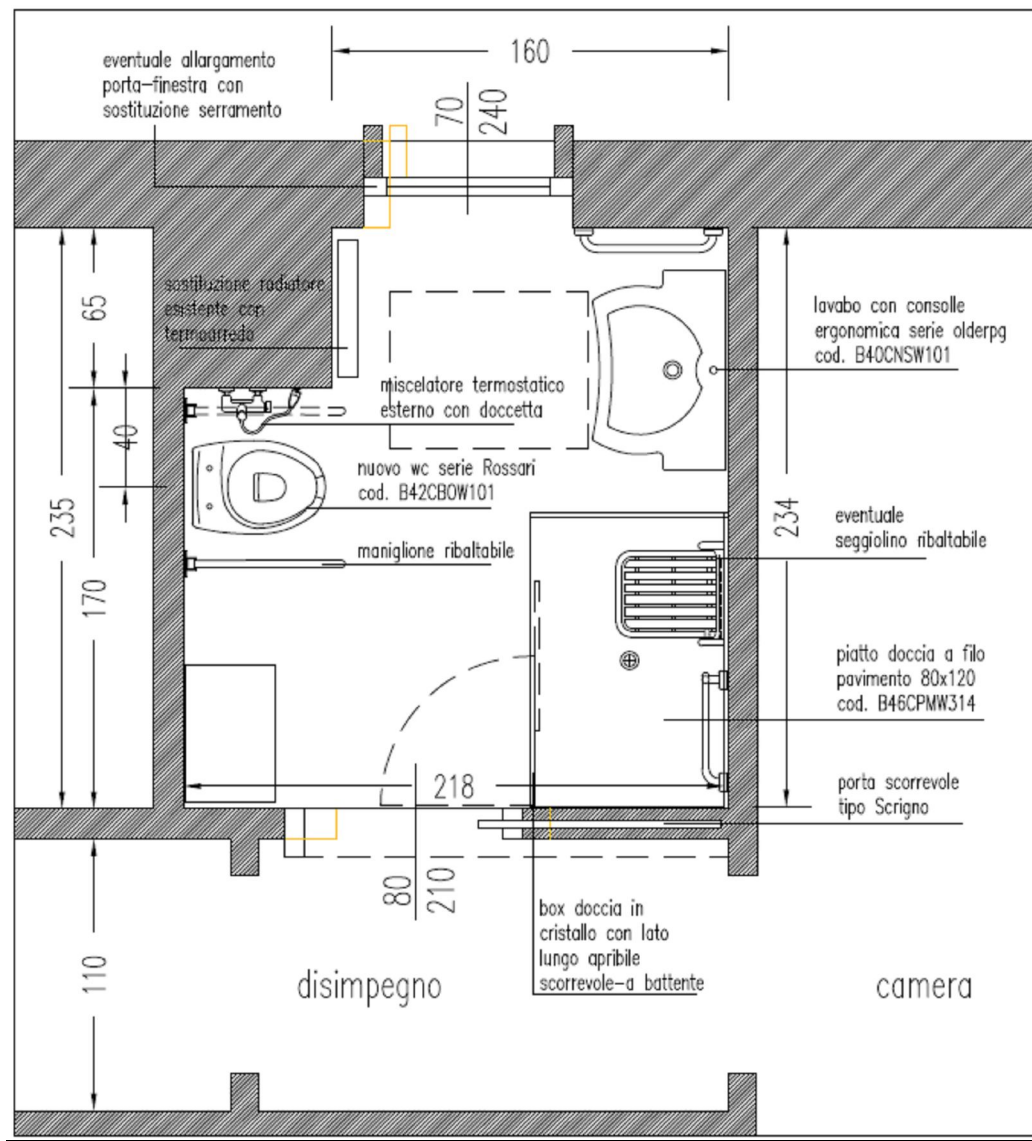 eventuale allargamento
porta-finestra con
sostituzione serramento
160
70
240
sostituzione radiatore
esistente con
termoarredo
65
40
235
170
miscelatore termostatico
esterno con doccetta
nuovo wc serie Rossari
cod. B42CBOW101
maniglione ribaltabile
lavabo con consolle
ergonomica serie olderpg
cod. B40CNSW101
234
eventuale
seggiolino ribaltabile
piatto doccia a filo
pavimento 80x120
cod. B46CPMW314
218
porta scorrevole
tipo Scrigno
80
210
110
box doccia in
cristallo con lato
lungo apribile
scorrevole-a battente
disimpegno
camera